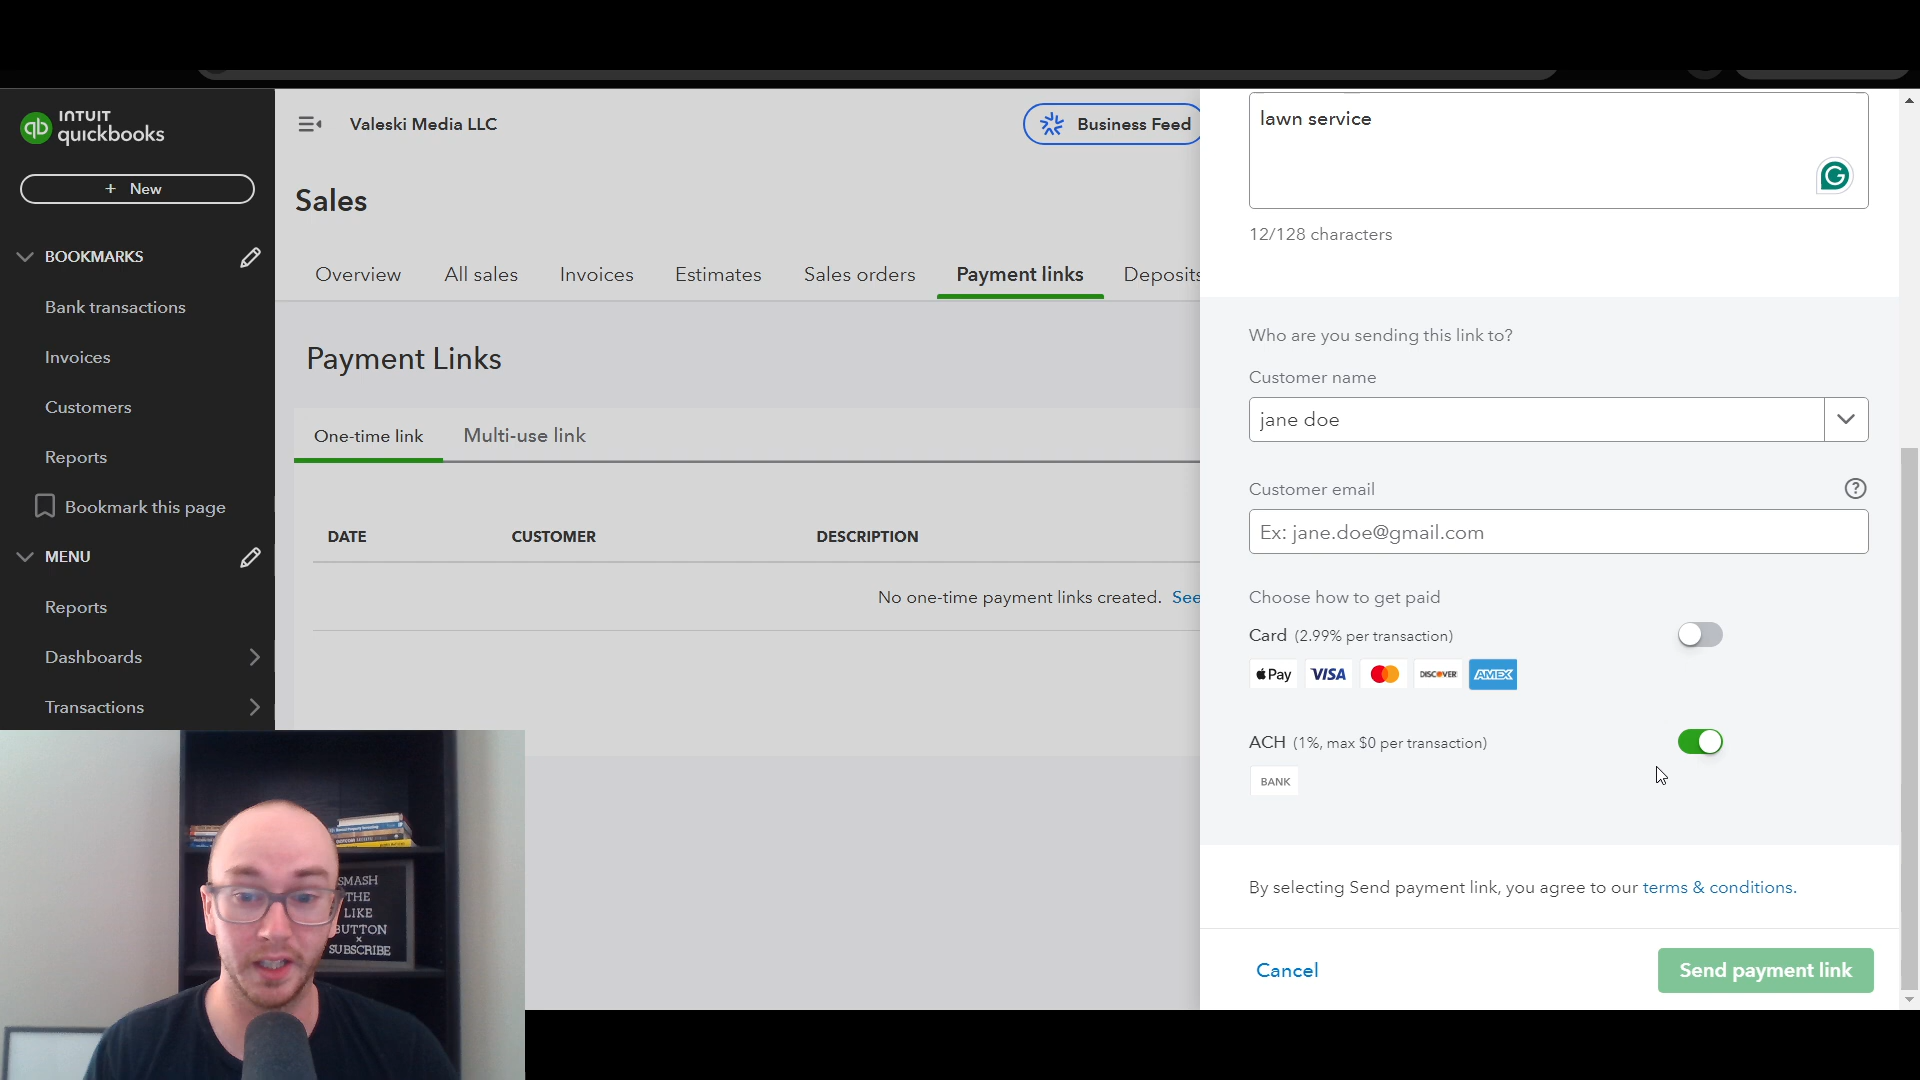 INTUIT
quickbooks
+ New
BOOKMARKS
Bank transactions
Invoices
Customers
Reports
Bookmark this page
MENU
Reports
Dashboards
Transactions
Valeski Media LLC
Business Feed
Sales
Overview
All sales
Invoices
Estimates
Sales orders
Payment links
Deposits
Payment Links
One-time link
Multi-use link
DATE
CUSTOMER
DESCRIPTION
No one-time payment links created. See
lawn service
12/128 characters
Who are you sending this link to?
Customer name
jane doe
Customer email
Ex: jane.doe@gmail.com
Choose how to get paid
Card (2.99% per transaction)
Pay
VISA
DISCOVER
AMEX
ACH (1%, max $0 per transaction)
BANK
By selecting Send payment link, you agree to our terms & conditions.
Cancel
Send payment link
SMASH
THE
LIKE
BUTTON
×
SUBSCRIBE